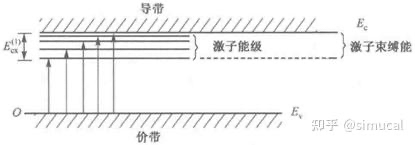 导带
E_c
E_ex^(1)
激子能级
激子束缚能
O
E_v
价带
知乎 @simucal